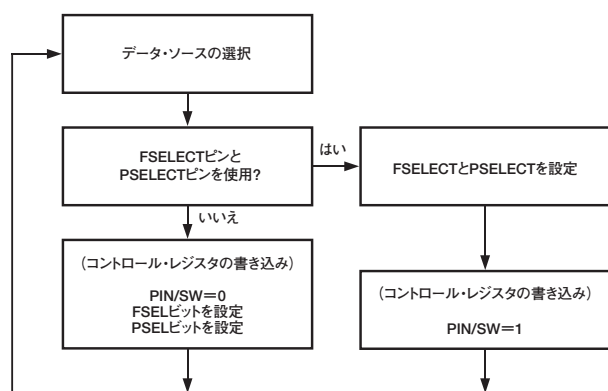 データ・ソースの選択
FSELECTピンと
PSELECTピンを使用?
はい
FSELECTとPSELECTを設定
いいえ
(コントロール・レジスタの書き込み)
PIN/SW=0
FSELビットを設定
PSELビットを設定
(コントロール・レジスタの書き込み)
PIN/SW=1